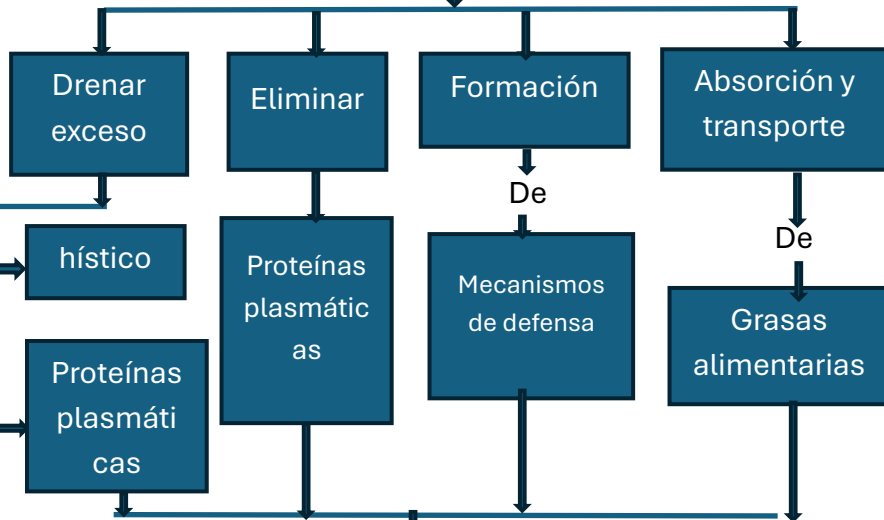 Drenar
exceso
Eliminar
Formación
Absorción y
transporte
De
De
hístico
Proteínas
plasmátic
as
Mecanismos
de defensa
Grasas
alimentarias
Proteínas
plasmáti
cas